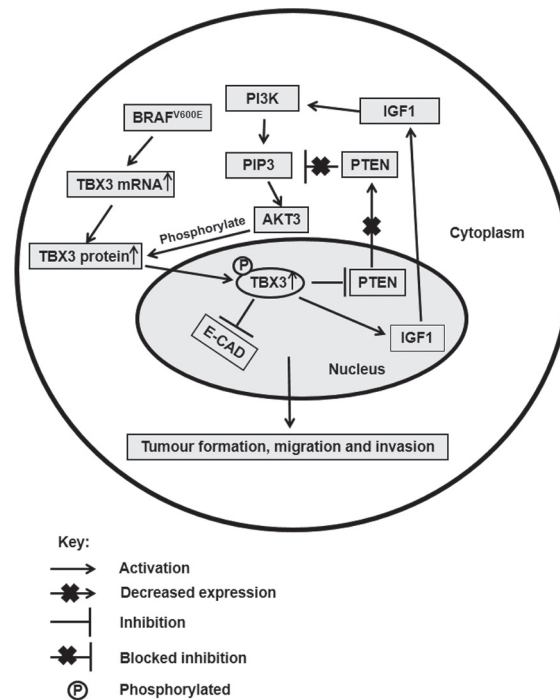 PI3K
IGF1
BRAFV600E
PIP3
PTEN
TBX3 mRNA↑
AKT3
Phosphorylate
Cytoplasm
TBX3 protein↑
P
TBX3↑
PTEN
E-CAD
IGF1
Nucleus
Tumour formation, migration and invasion
Key:
Activation
Decreased expression
Inhibition
Blocked inhibition
P Phosphorylated